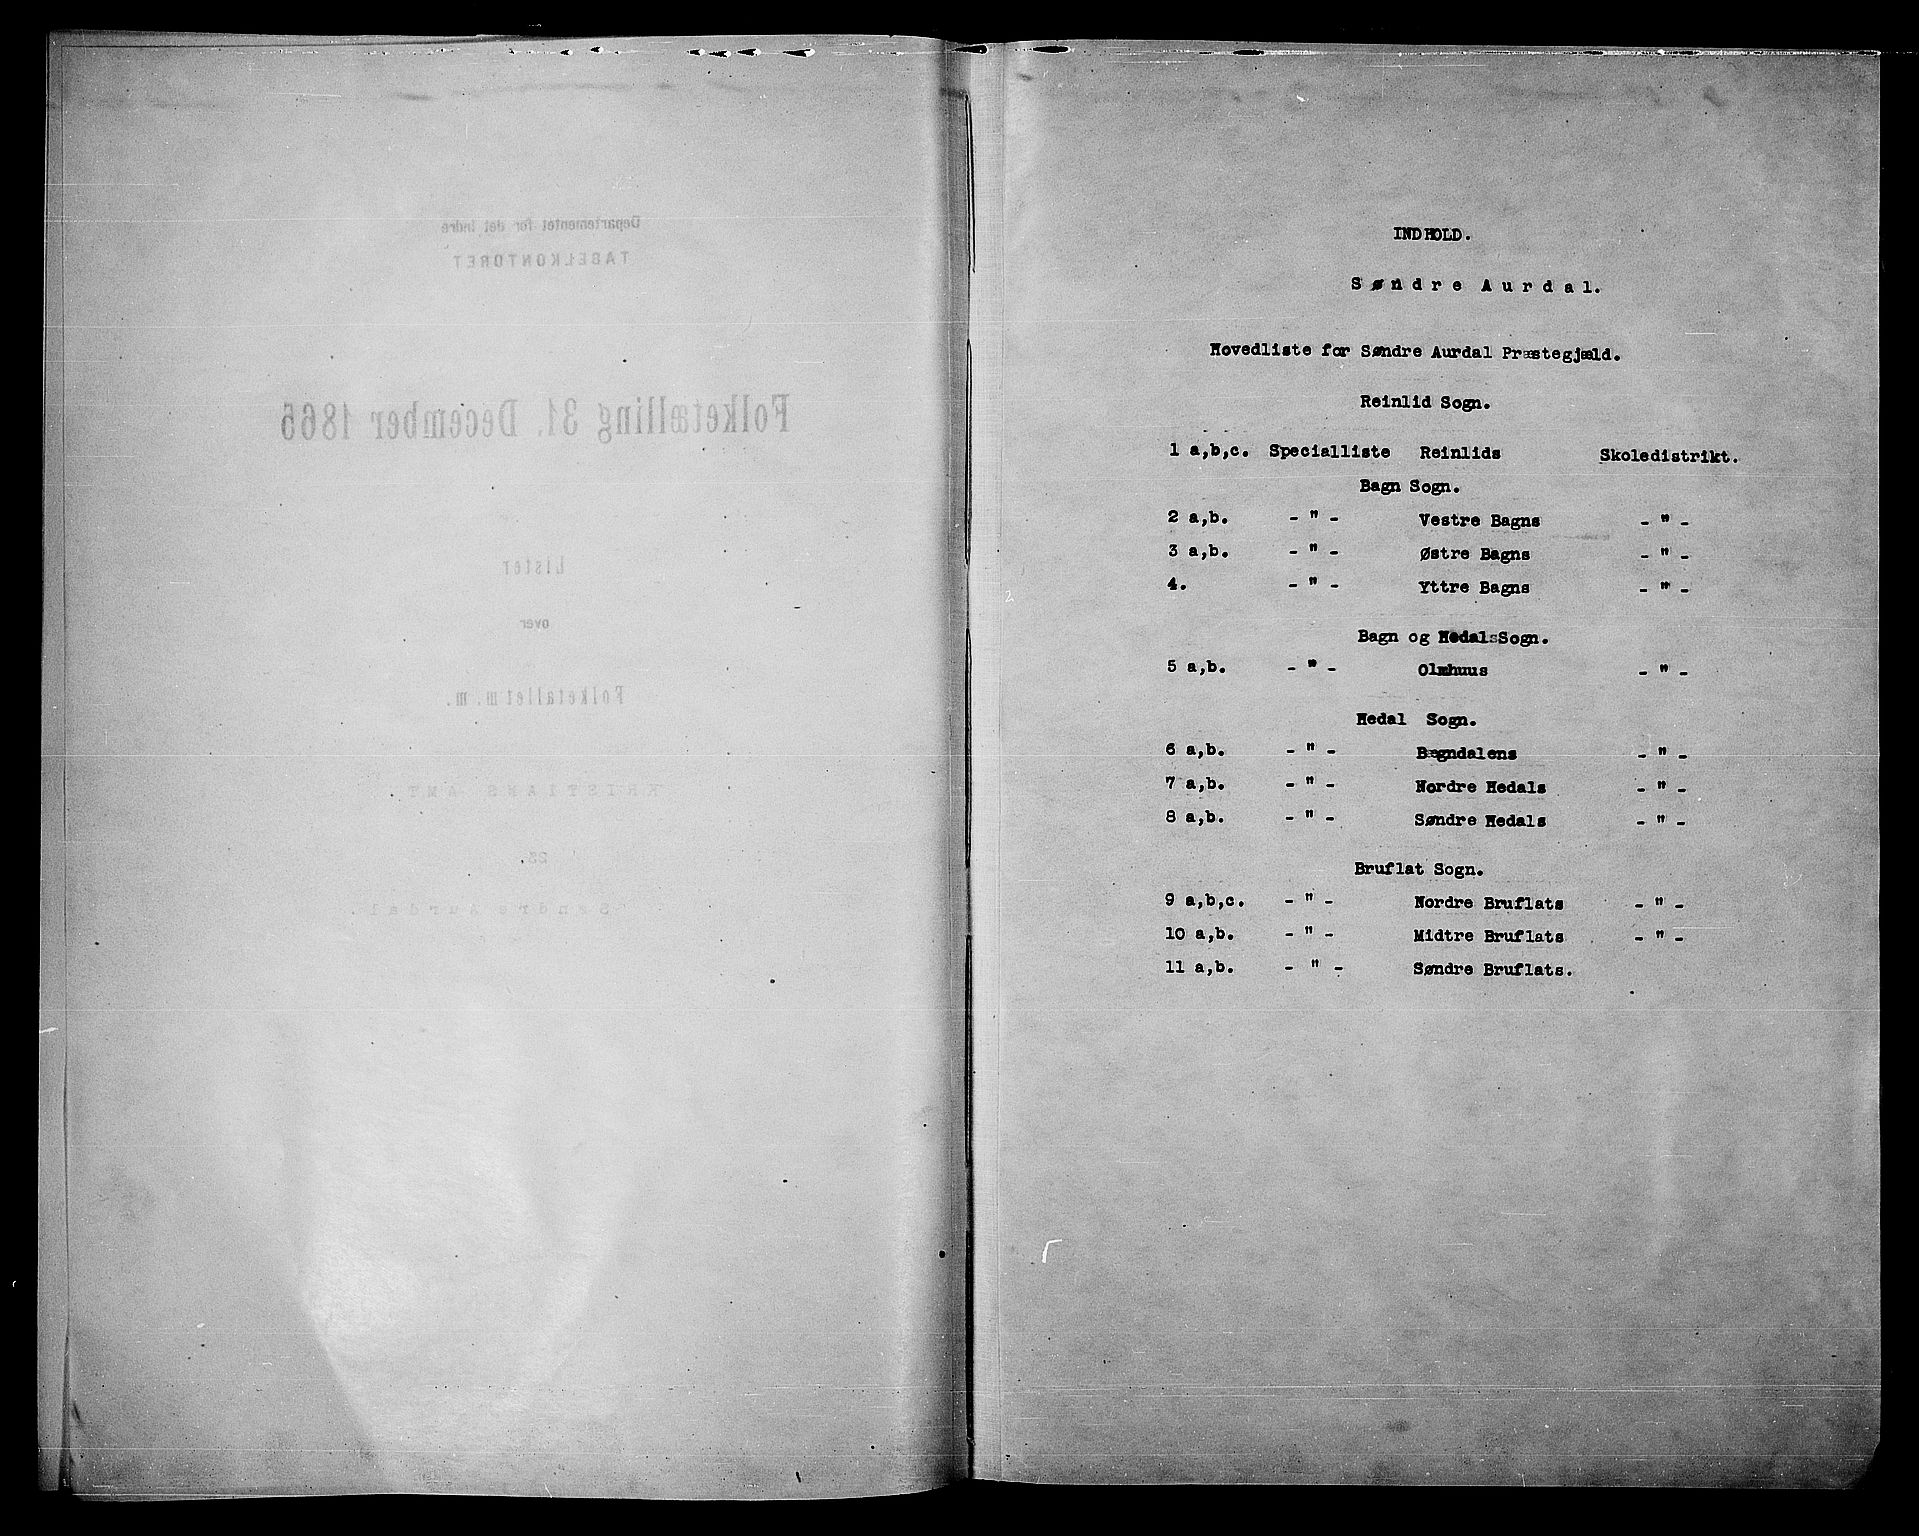 Departementet for det Indre
TABELKONTORET
Folketælling 31. December 1865
Lister
over
Folketallet m. m.
KRISTIANS AMT.
22.
Søndre Aurdal.
INDHOLD.
Søndre Aurdal.
Hovedliste for Søndre Aurdal Præstegjæld.
Reinlid Sogn.
1 a,b,c. Specialliste Reinlids Skoledistrikt.
Bagn Sogn.
2 a,b. - " - Vestre Bagns - " -
3 a,b. - " - Østre Bagns - " -
4. - " - Yttre Bagns - " -
Bagn og Hedals Sogn.
5 a,b. - " - Olmhuus - " -
Hedal Sogn.
6 a,b. - " - Bægndalens - " -
7 a,b. - " - Nordre Hedals - " -
8 a,b. - " - Søndre Hedals - " -
Bruflat Sogn.
9 a,b,c. - " - Nordre Bruflats - " -
10 a,b. - " - Midtre Bruflats - " -
11 a,b. - " - Søndre Bruflats.